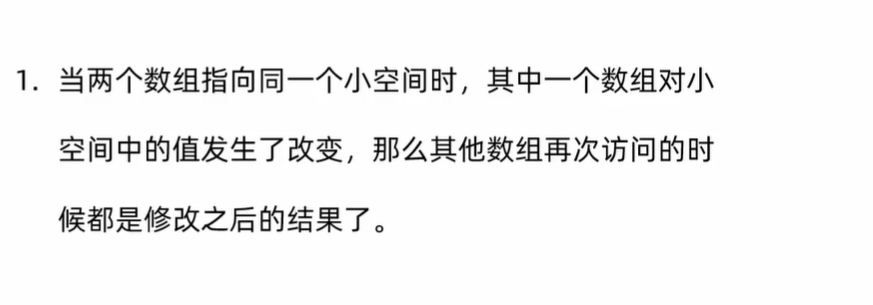 1. 当两个数组指向同一个小空间时，其中一个数组对小
空间中的值发生了改变，那么其他数组再次访问的时
候都是修改之后的结果了。